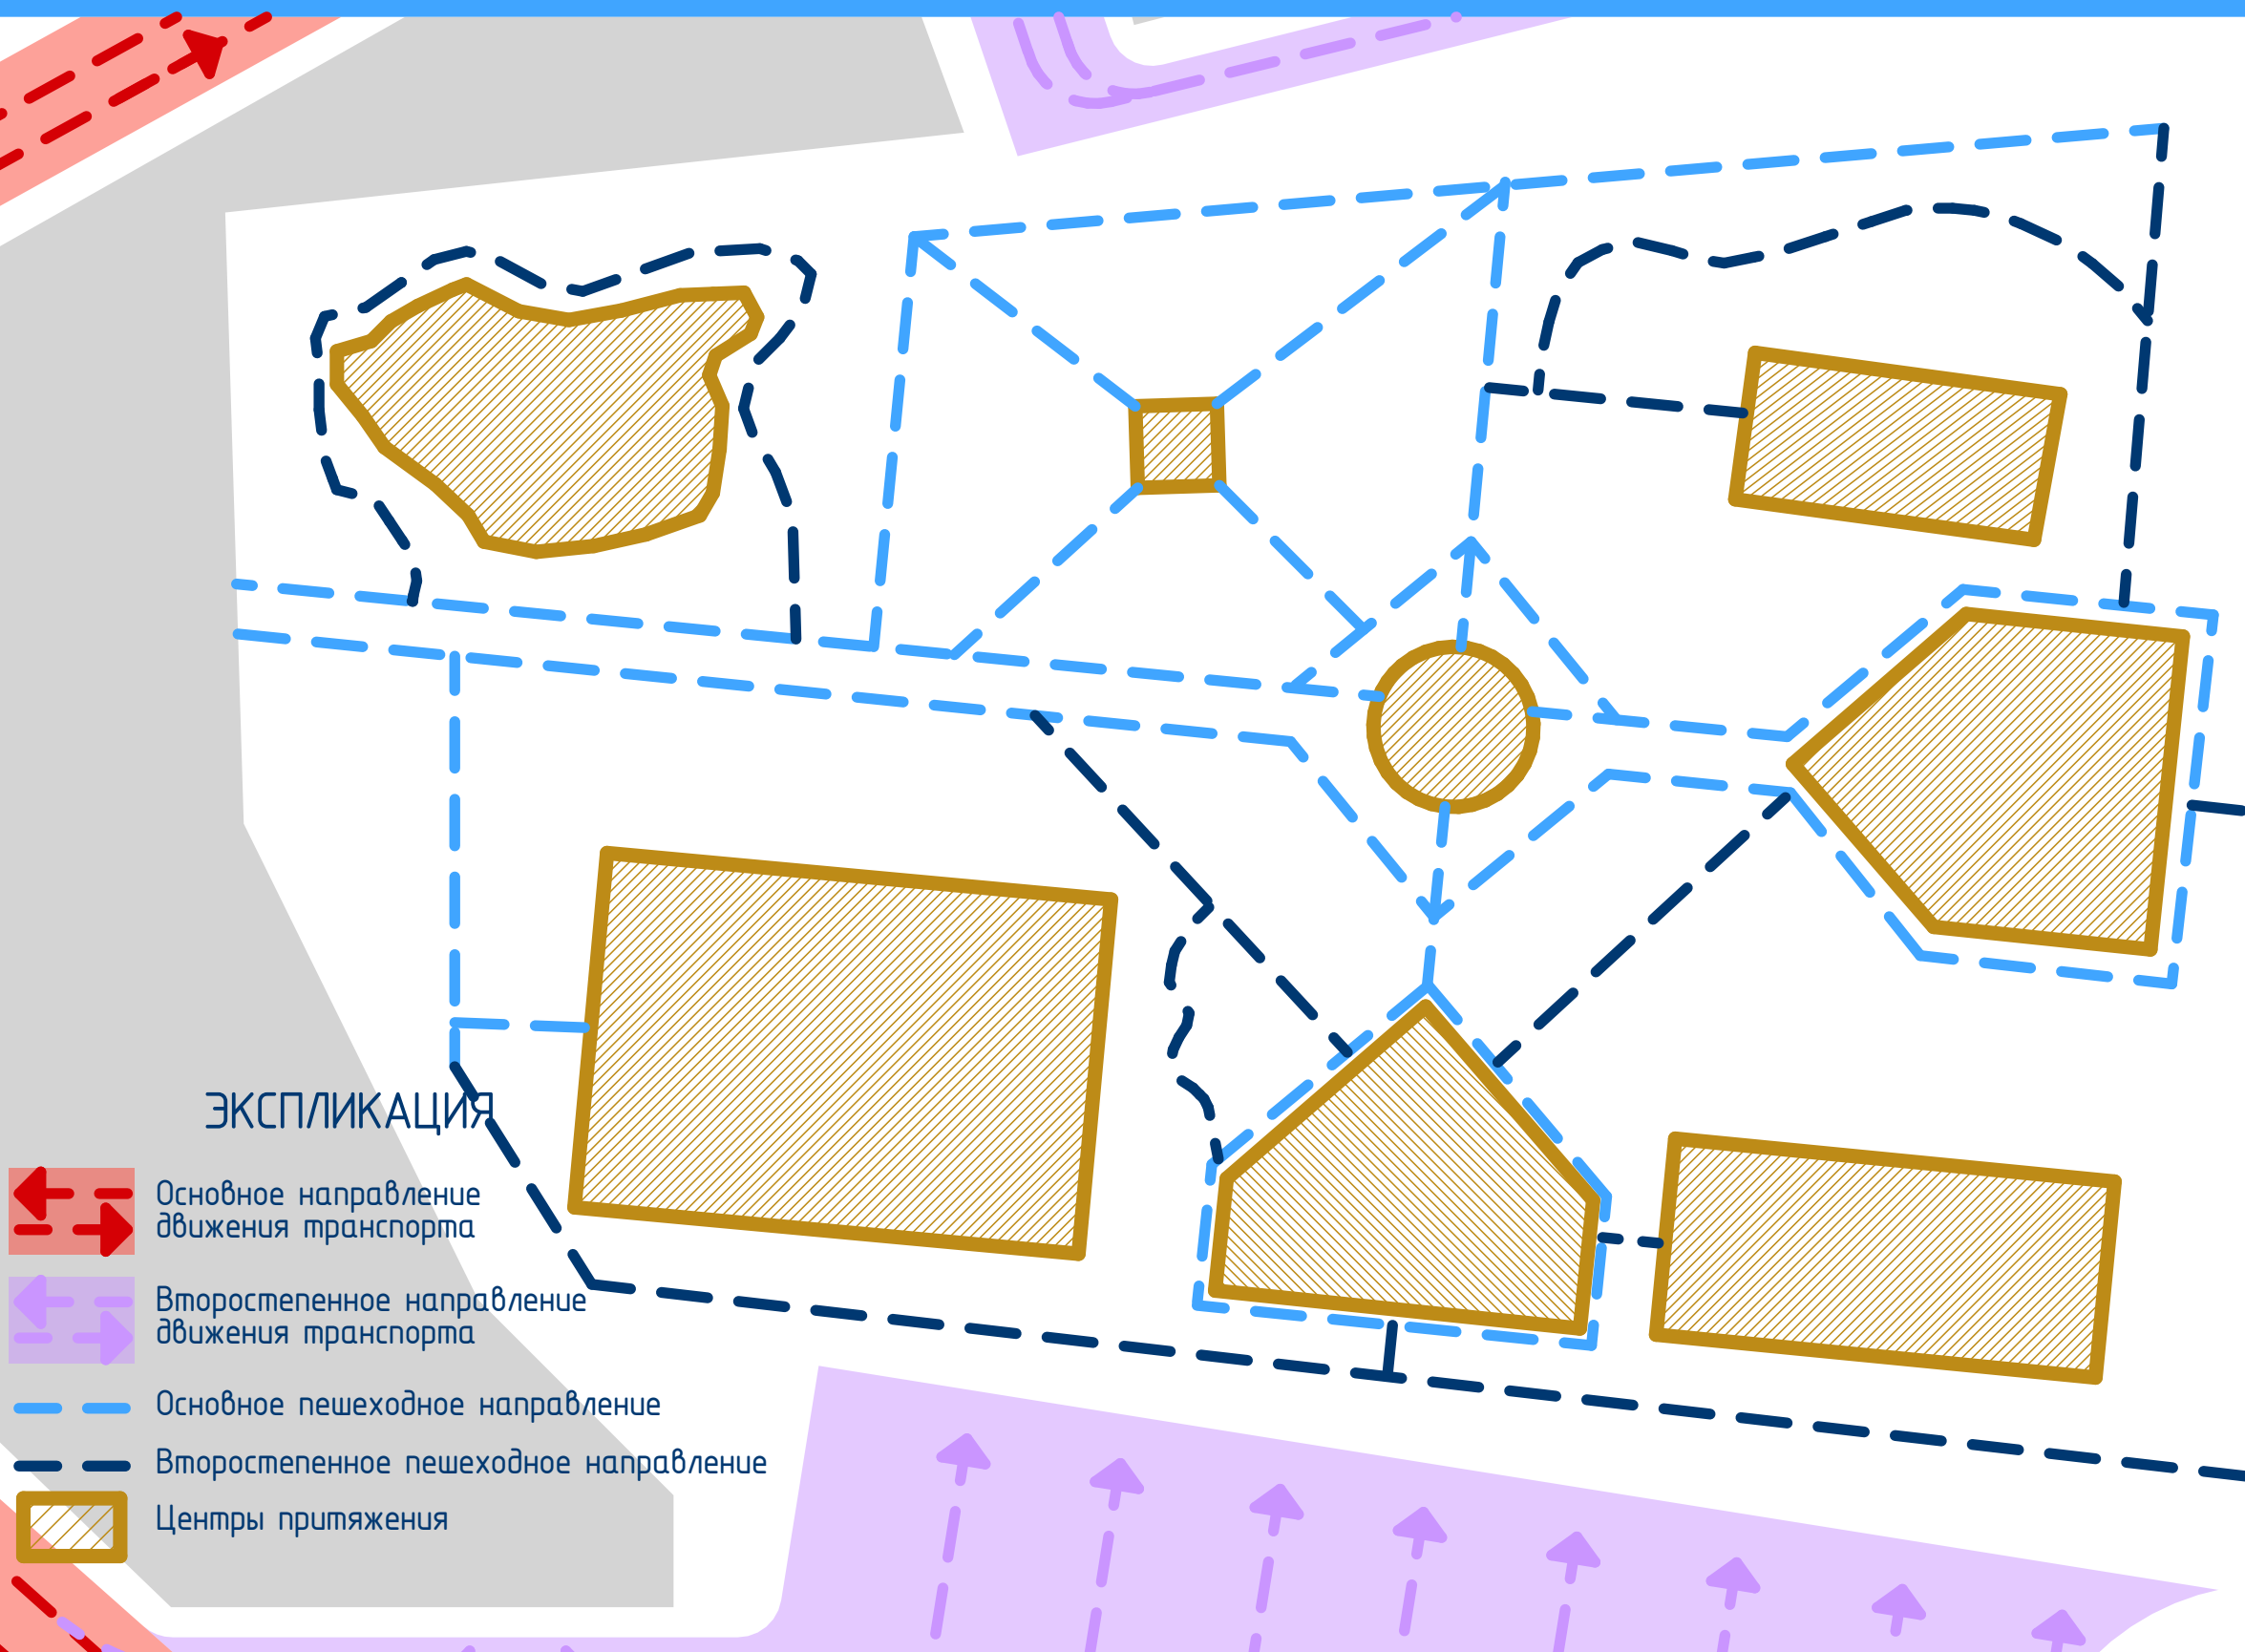 ЭКСПЛИКАЦИЯ
Основное направление
движения транспорта
Второстепенное направление
движения транспорта
Основное пешеходное направление
Второстепенное пешеходное направление
Центры притяжения